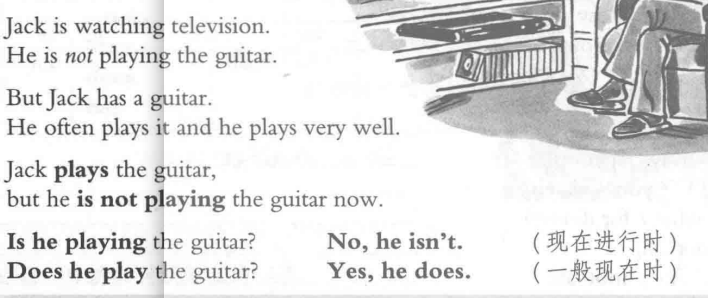 Jack is watching television.
He is not playing the guitar.
But Jack has a guitar.
He often plays it and he plays very well.
Jack plays the guitar,
but he is not playing the guitar now.
Is he playing the guitar? No, he isn't. (现在进行时)
Does he play the guitar? Yes, he does. (一般现在时)